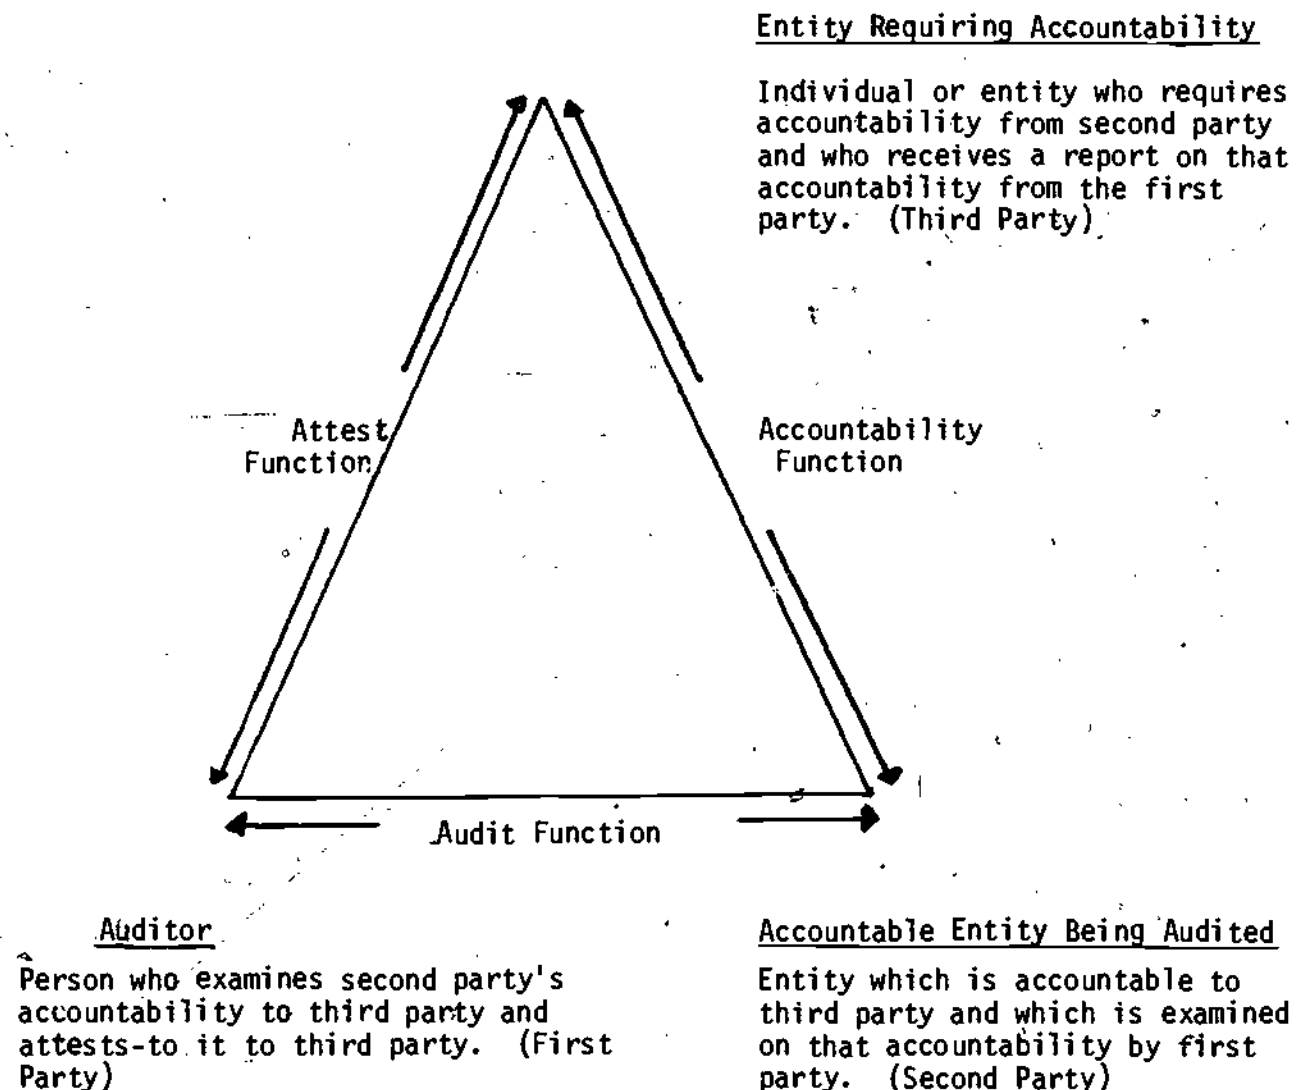 Entity Requiring Accountability
Individual or entity who requires
accountability from second party
and who receives a report on that
accountability from the first
party. (Third Party)
Attest
Function
Accountability
Function
Audit Function
Auditor
Person who examines second party's
accountability to third party and
attests-to it to third party. (First
Party)
Accountable Entity Being Audited
Entity which is accountable to
third party and which is examined
on that accountability by first
party. (Second Party)